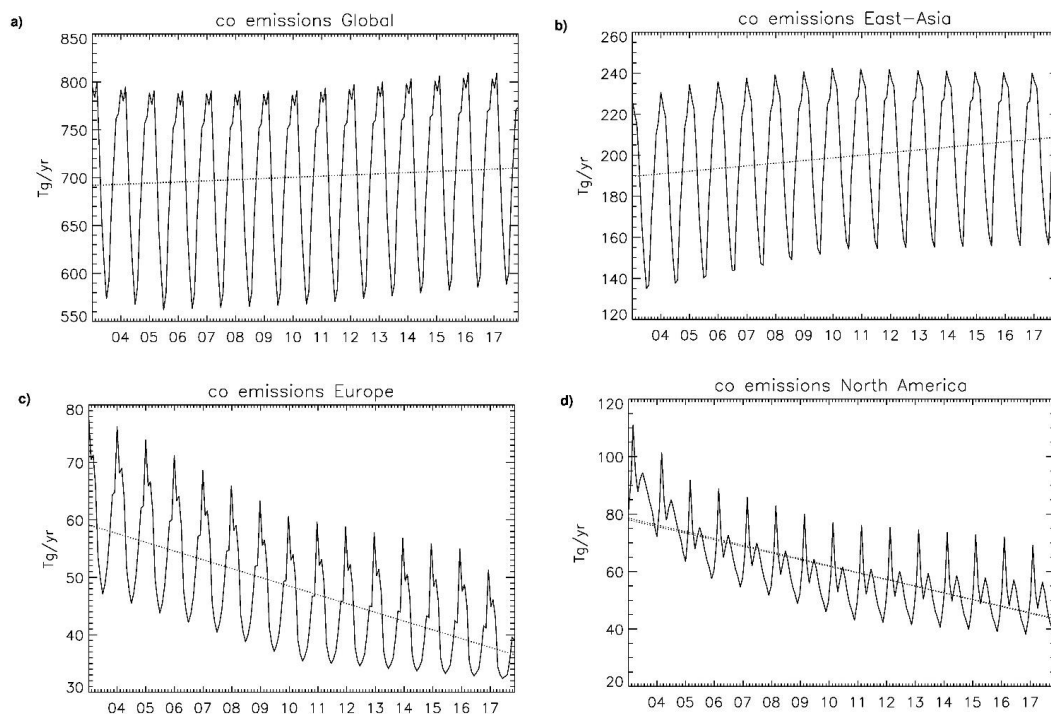 a)
co emissions Global
850
800
750
700
650
600
550
Tg/yr
04 05 06 07 08 09 10 11 12 13 14 15 16 17
b)
co emissions East-Asia
260
240
220
200
180
160
140
120
Tg/yr
04 05 06 07 08 09 10 11 12 13 14 15 16 17
c)
co emissions Europe
80
70
60
50
40
30
Tg/yr
04 05 06 07 08 09 10 11 12 13 14 15 16 17
d)
co emissions North America
120
100
80
60
40
20
Tg/yr
04 05 06 07 08 09 10 11 12 13 14 15 16 17